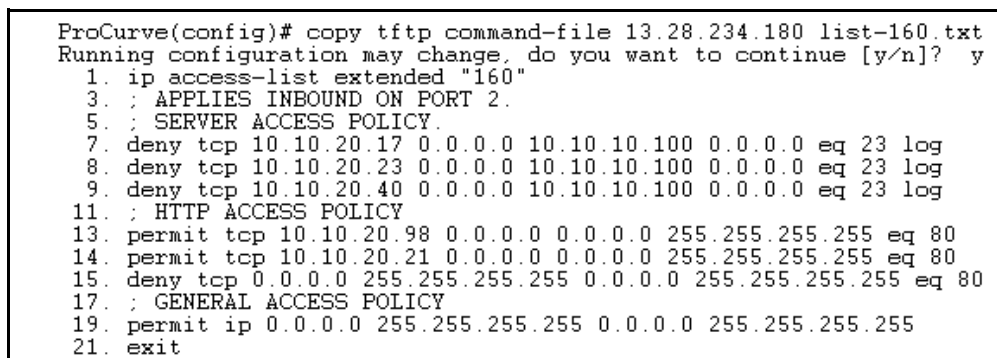 ProCurve(config)# copy tftp command-file 13.28.234.180 list-160.txt
Running configuration may change, do you want to continue [y/n]?  y
1. ip access-list extended "160"
3. ; APPLIES INBOUND ON PORT 2.
5. ; SERVER ACCESS POLICY.
7. deny tcp 10.10.20.17 0.0.0.0 10.10.10.100 0.0.0.0 eq 23 log
8. deny tcp 10.10.20.23 0.0.0.0 10.10.10.100 0.0.0.0 eq 23 log
9. deny tcp 10.10.20.40 0.0.0.0 10.10.10.100 0.0.0.0 eq 23 log
11. ; HTTP ACCESS POLICY
13. permit tcp 10.10.20.98 0.0.0.0 0.0.0.0 255.255.255.255 eq 80
14. permit tcp 10.10.20.21 0.0.0.0 0.0.0.0 255.255.255.255 eq 80
15. deny tcp 0.0.0.0 255.255.255.255 0.0.0.0 255.255.255.255 eq 80
17. ; GENERAL ACCESS POLICY
19. permit ip 0.0.0.0 255.255.255.255 0.0.0.0 255.255.255.255
21. exit